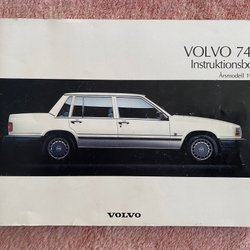 VOLVO 74
Instruktionsbo
Årsmodell 1
VOLVO